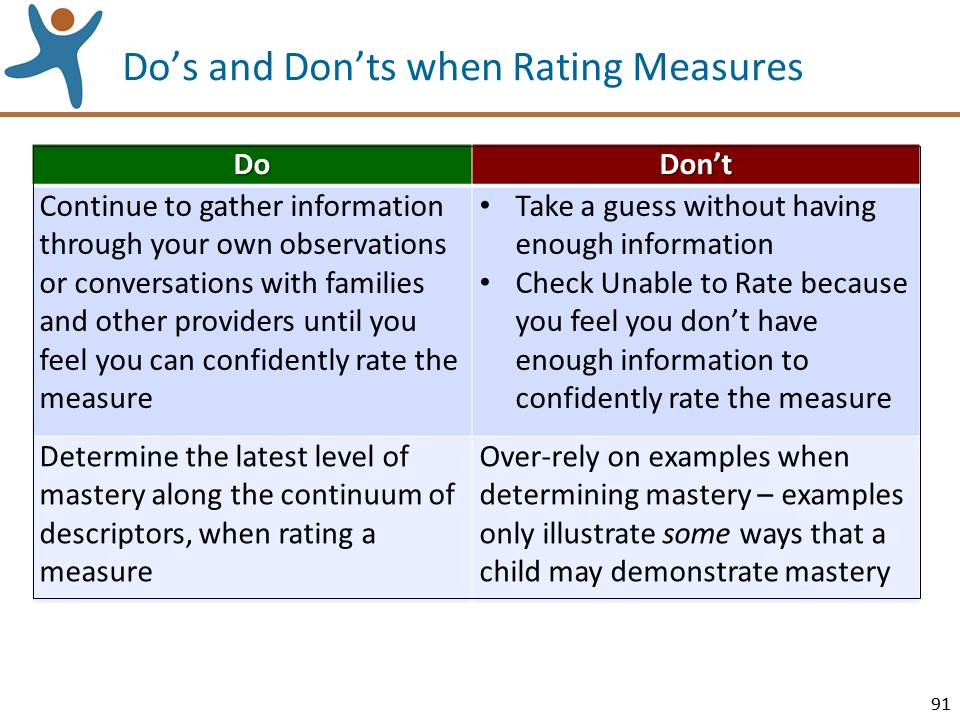 Do’s and Don’ts when Rating Measures
Do
Don’t
Continue to gather information
through your own observations
or conversations with families
and other providers until you
feel you can confidently rate the
measure
• Take a guess without having
enough information
• Check Unable to Rate because
you feel you don’t have
enough information to
confidently rate the measure
Determine the latest level of
mastery along the continuum of
descriptors, when rating a
measure
Over-rely on examples when
determining mastery – examples
only illustrate some ways that a
child may demonstrate mastery
91